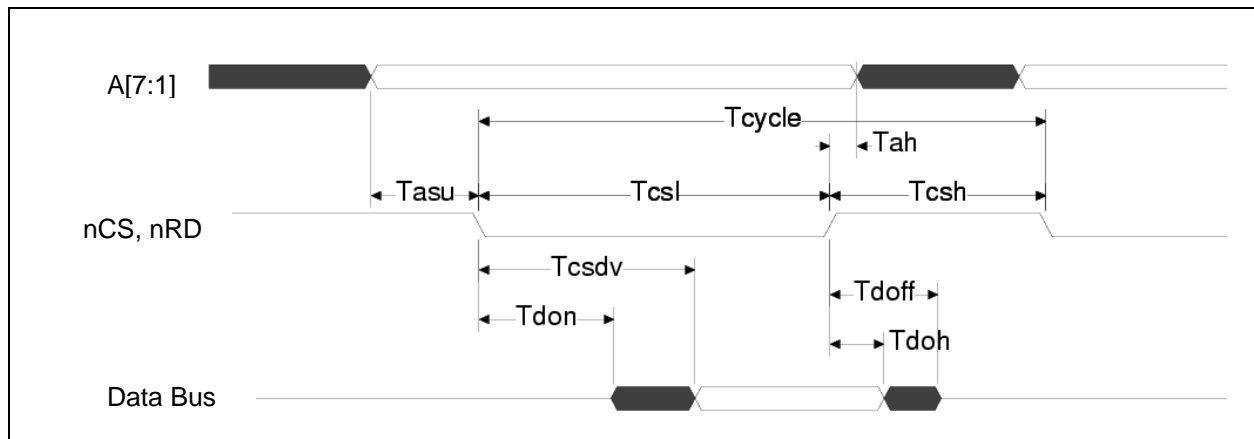 A[7:1]
Tcycle
Tah
Tasu
Tcsl
Tcsh
nCS, nRD
Tcsdv
Tdoff
Tdon
Tdoh
Data Bus